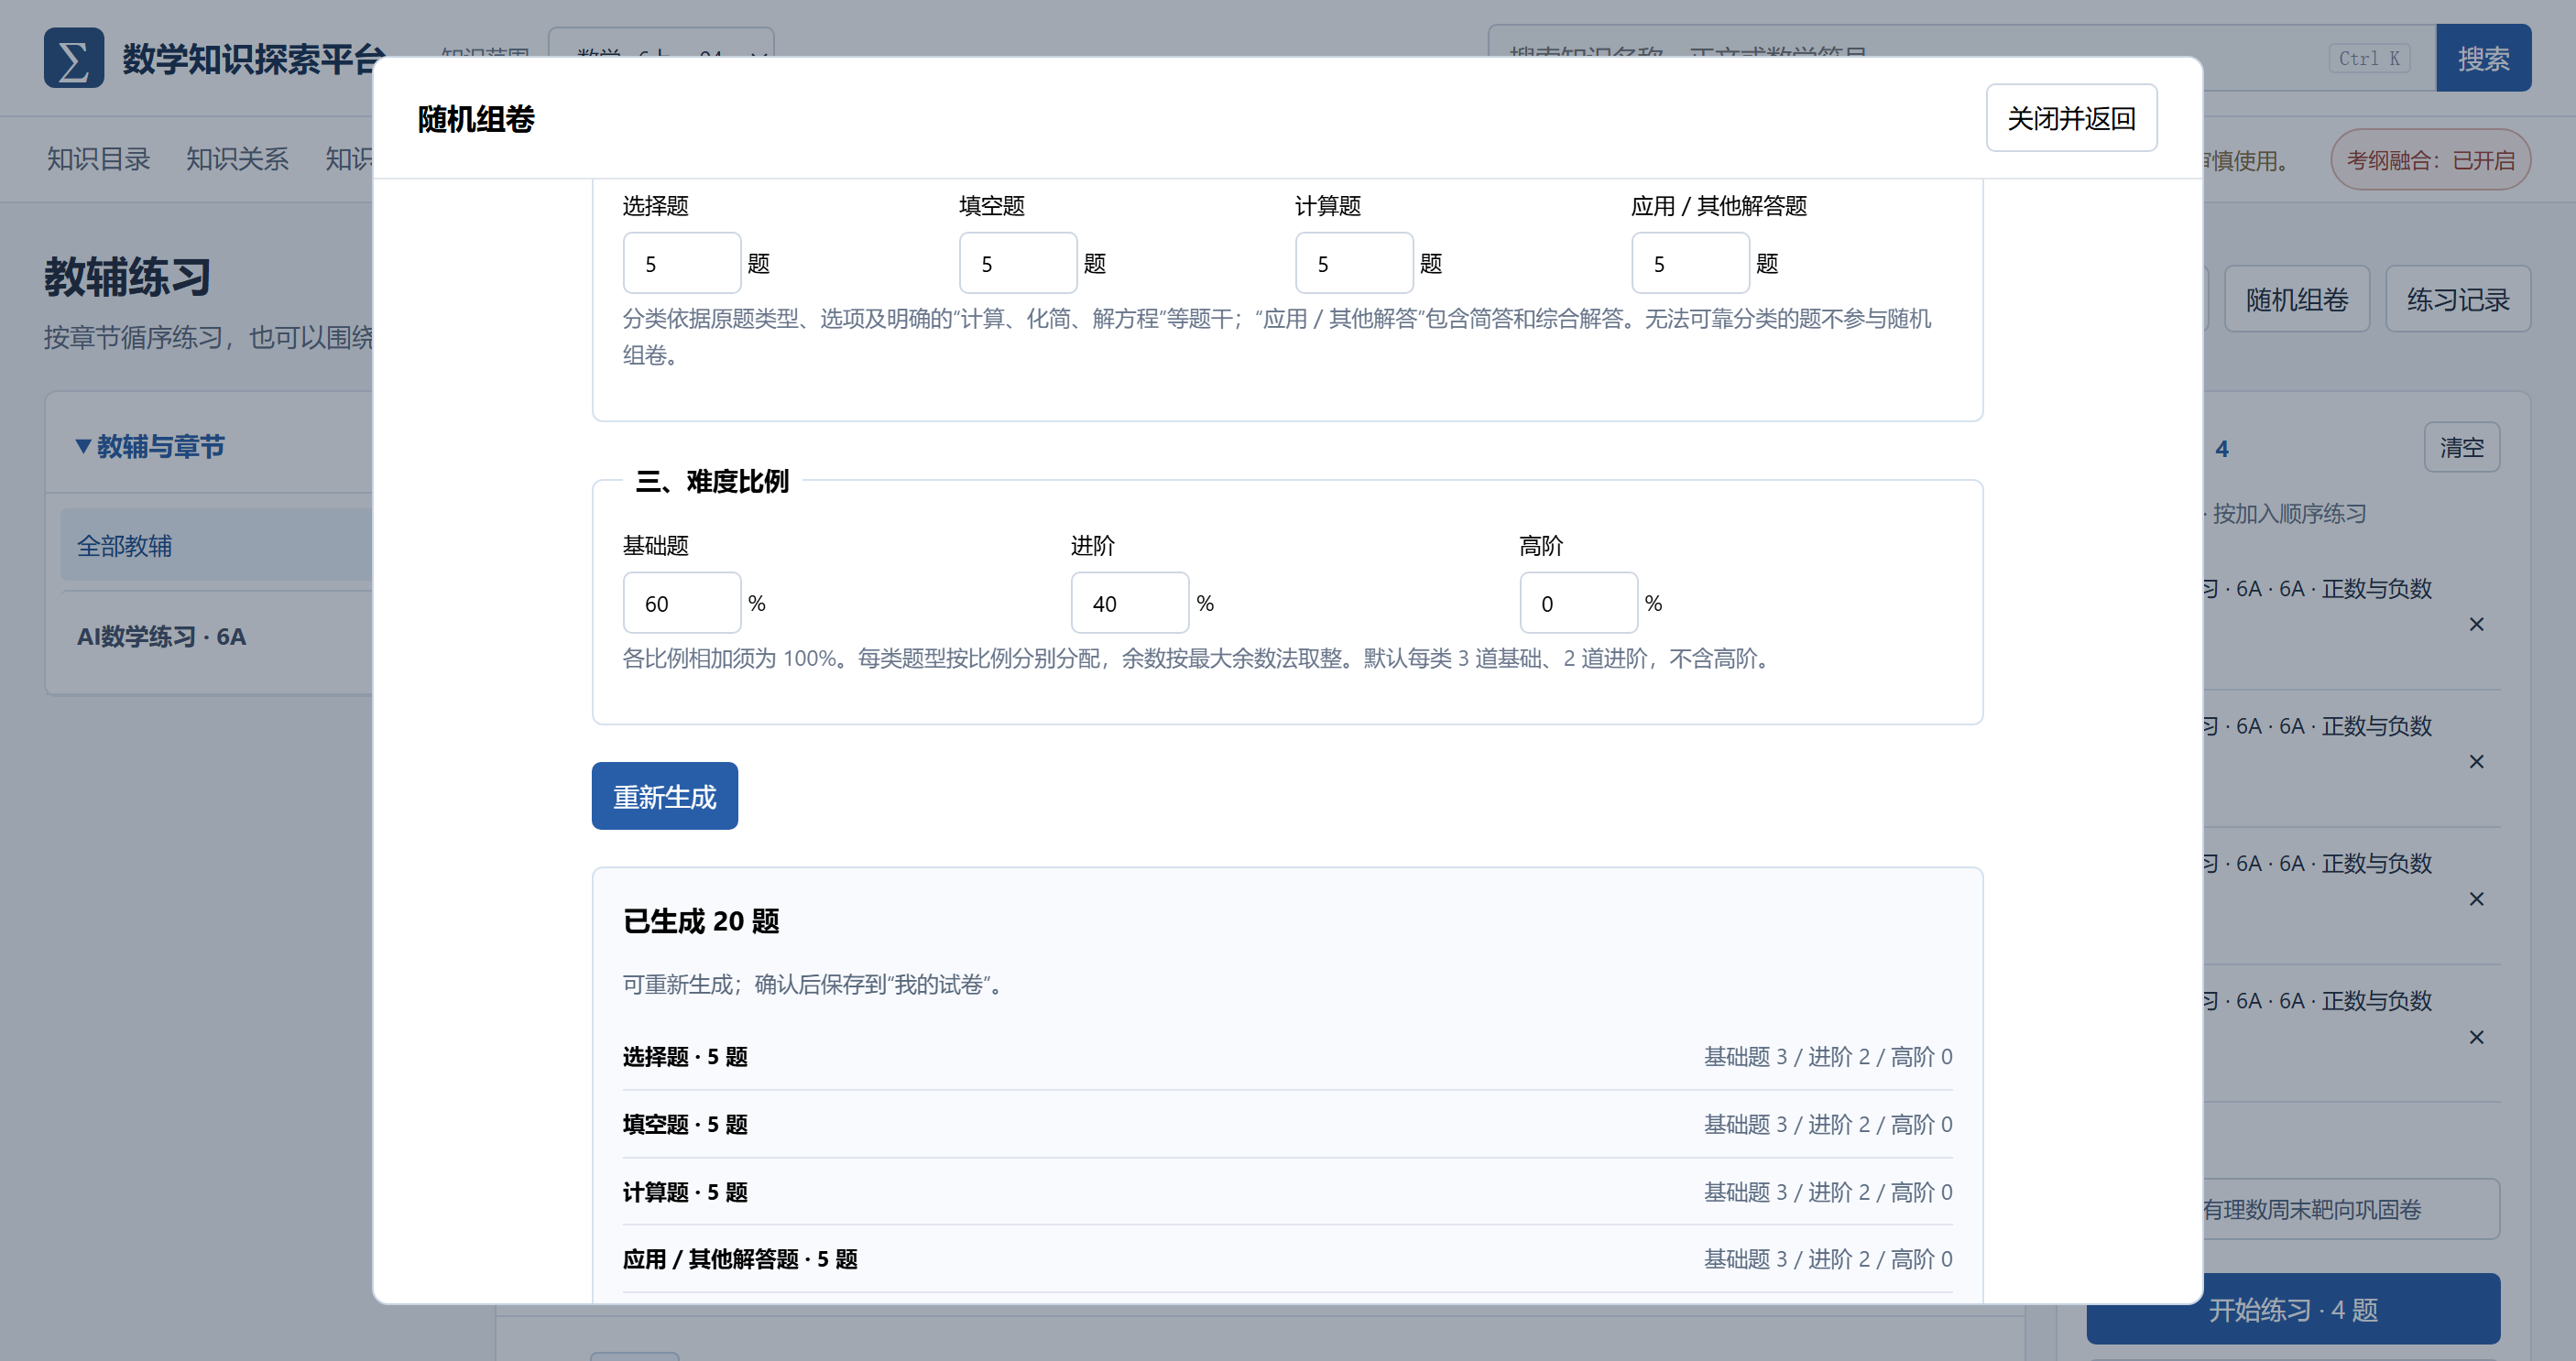 数学知识探索平台
Ctrl K
搜索
随机组卷
关闭并返回
知识目录
知识关系
知识
审慎使用。
考纲融合：已开启
教辅练习
按章节循序练习，也可以围绕
随机组卷
练习记录
选择题
填空题
计算题
应用 / 其他解答题
5 题
5 题
5 题
5 题
分类依据原题类型、选项及明确的“计算、化简、解方程”等题干；“应用 / 其他解答”包含简答和综合解答。无法可靠分类的题不参与随机
组卷。
▼教辅与章节
全部教辅
AI数学练习 · 6A
三、难度比例
基础题
进阶
高阶
60 %
40 %
0 %
各比例相加须为 100%。每类题型按比例分别分配，余数按最大余数法取整。默认每类 3 道基础、2 道进阶，不含高阶。
重新生成
已生成 20 题
可重新生成；确认后保存到“我的试卷”。
选择题 · 5 题
基础题 3 / 进阶 2 / 高阶 0
填空题 · 5 题
基础题 3 / 进阶 2 / 高阶 0
计算题 · 5 题
基础题 3 / 进阶 2 / 高阶 0
应用 / 其他解答题 · 5 题
基础题 3 / 进阶 2 / 高阶 0
4
清空
· 按加入顺序练习
习 · 6A · 6A · 正数与负数
×
习 · 6A · 6A · 正数与负数
×
习 · 6A · 6A · 正数与负数
×
习 · 6A · 6A · 正数与负数
×
有理数周末靶向巩固卷
开始练习 · 4 题